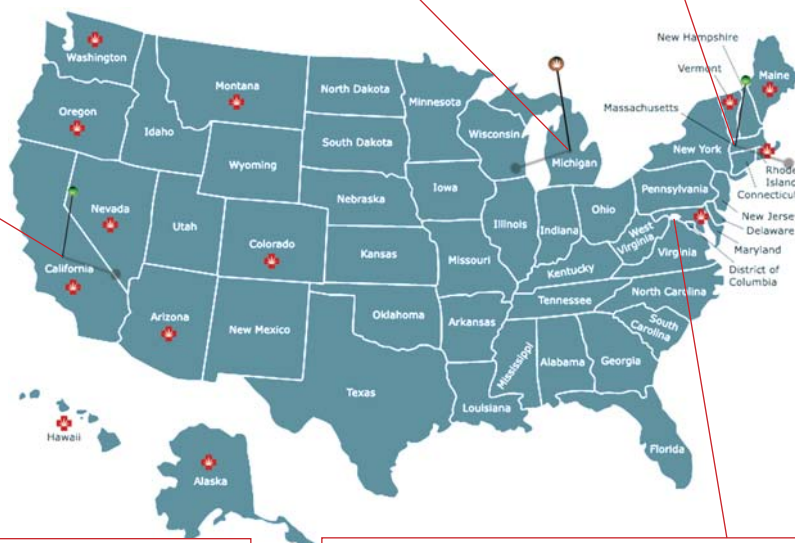 New Hampshire
Washington
Vermont
Maine
Montana
North Dakota
Minnesota
Oregon
Massachusetts
Idaho
South Dakota
Wisconsin
New York
Wyoming
Michigan
Rhode
Island
Iowa
Pennsylvania
Connecticut
Nebraska
Nevada
Ohio
New Jerse
Illinois
Indiana
Utah
Delaware
Colorado
West
Virginia
Kansas
Missouri
Virginia
Maryland
California
Kentucky
District of
Columbia
North Carolina
Tennessee
Arizona
Oklahoma
Arkansas
New Mexico
South
Carolina
Mississippi
Alabama
Georgia
Texas
Louisiana
Hawaii
Florida
Alaska